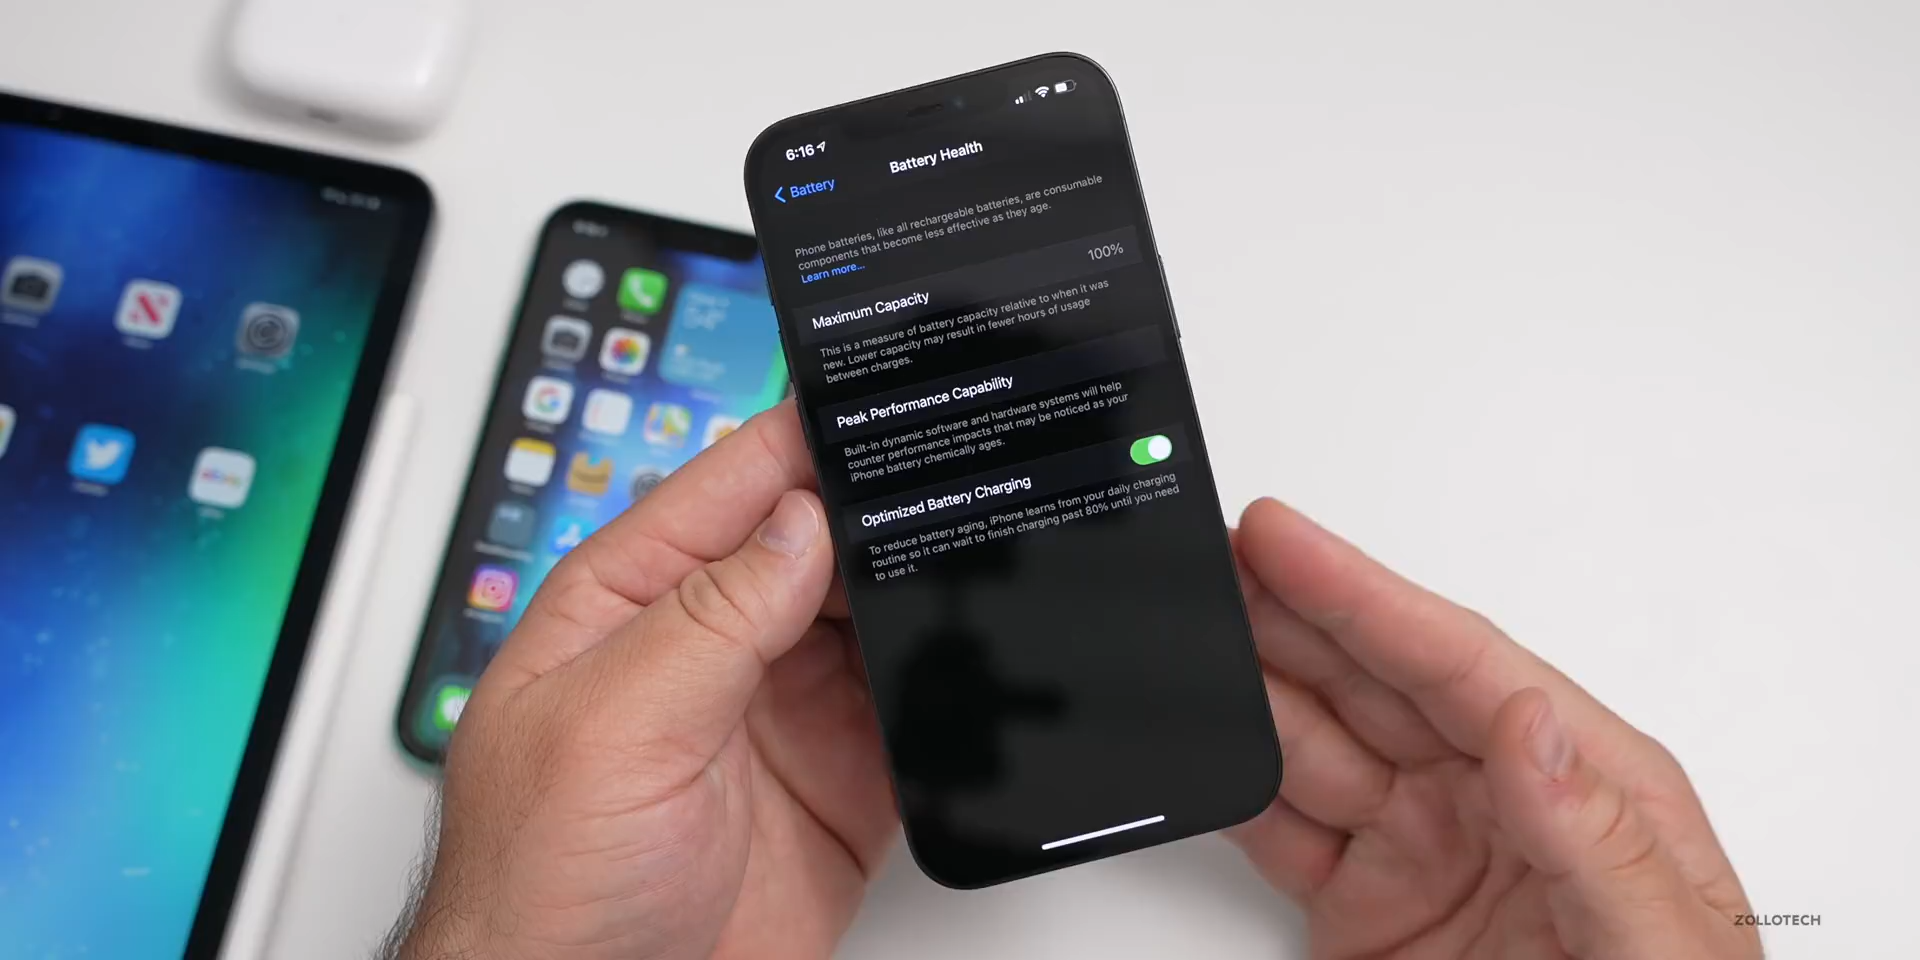 6:16
Battery
Battery Health
Phone batteries, like all rechargeable batteries, are consumable
components that become less effective as they age.
Learn more...
Maximum Capacity 100%
This is a measure of battery capacity relative to when it was
new. Lower capacity may result in fewer hours of usage
between charges.
Peak Performance Capability
Built-in dynamic software and hardware systems will help
counter performance impacts that may be noticed as your
iPhone battery chemically ages.
Optimized Battery Charging
To reduce battery aging, iPhone learns from your daily charging
routine so it can wait to finish charging past 80% until you need
to use it.
ZOLLOTECH